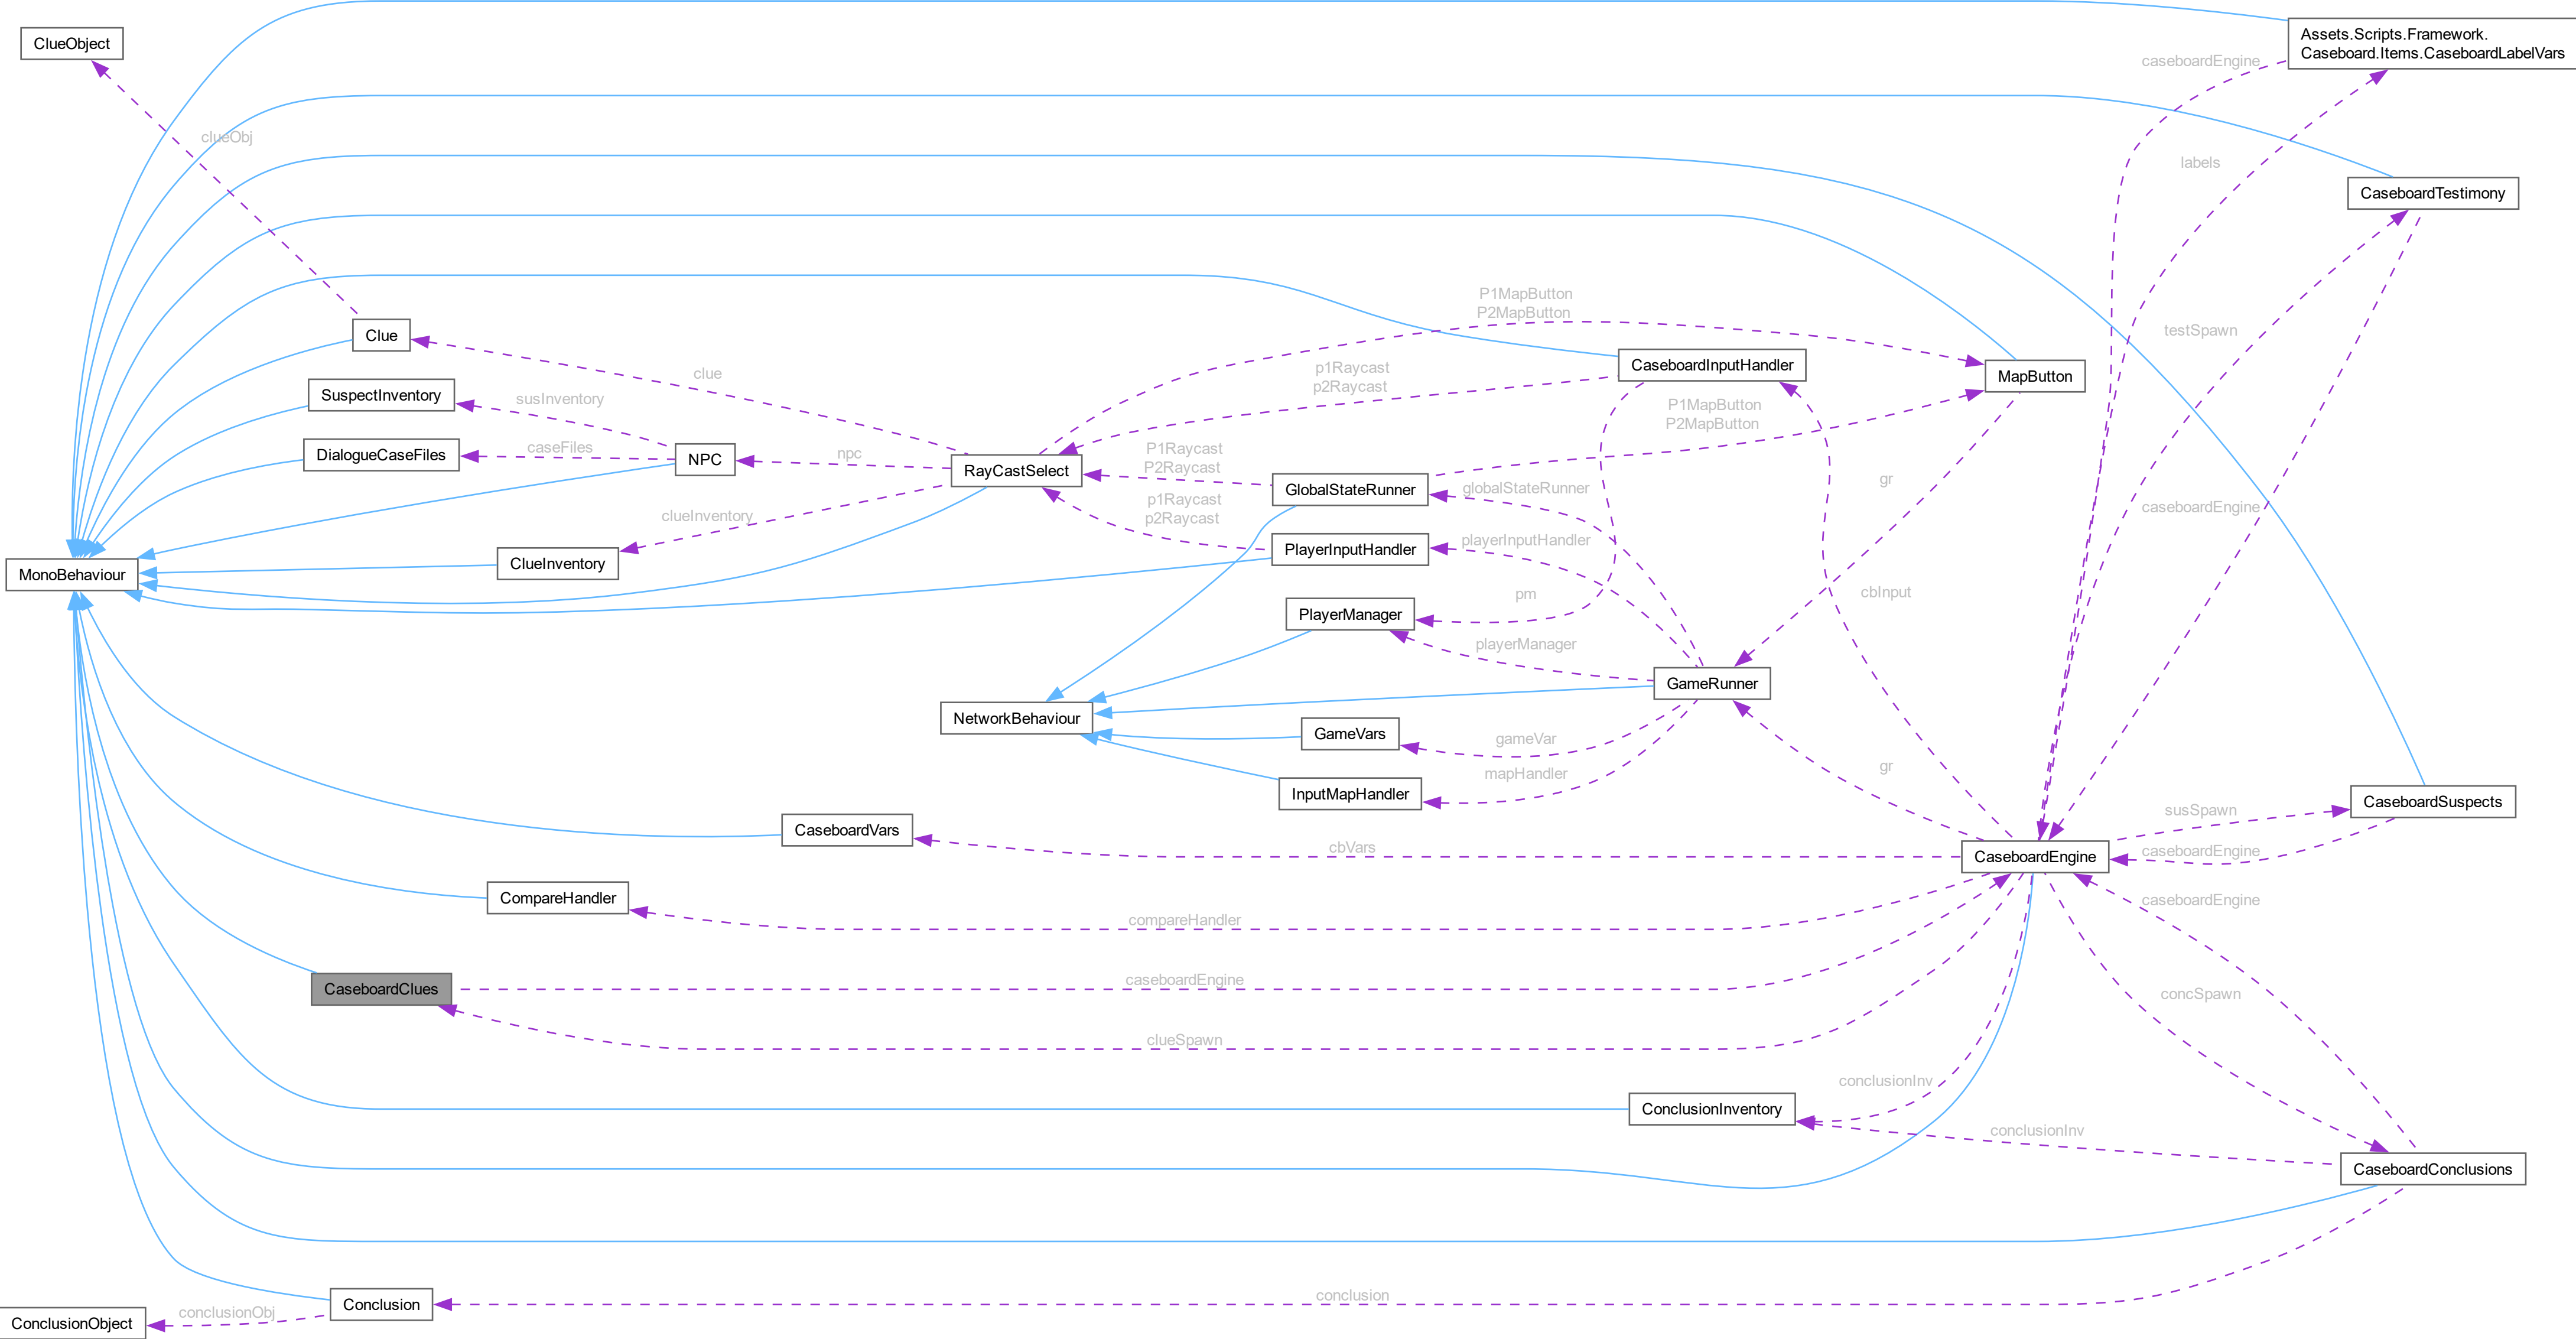 Assets.Scripts.Framework.
Caseboard.Items.CaseboardLabelVars
ClueObject
caseboardEngine
clueObj
labels
CaseboardTestimony
P1MapButton
P2MapButton
testSpawn
Clue
CaseboardInputHandler
p1Raycast
p2Raycast
clue
MapButton
SuspectInventory
susInventory
P1MapButton
P2MapButton
DialogueCaseFiles
caseFiles
NPC
npc
RayCastSelect
P1Raycast
P2Raycast
GlobalStateRunner
globalStateRunner
gr
caseboardEngine
clueInventory
p1Raycast
p2Raycast
PlayerInputHandler
playerInputHandler
ClueInventory
MonoBehaviour
PlayerManager
pm
cbInput
playerManager
GameRunner
NetworkBehaviour
GameVars
gameVar
gr
mapHandler
InputMapHandler
CaseboardSuspects
susSpawn
CaseboardVars
cbVars
CaseboardEngine
caseboardEngine
CompareHandler
compareHandler
caseboardEngine
CaseboardClues
caseboardEngine
concSpawn
clueSpawn
conclusionInv
ConclusionInventory
conclusionInv
CaseboardConclusions
conclusion
Conclusion
conclusionObj
ConclusionObject